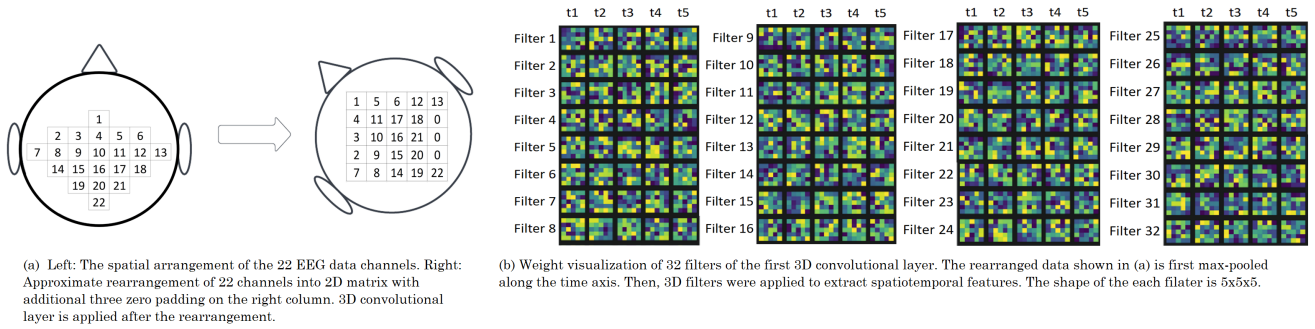 1
2 3 4 5 6
7 8 9 10 11 12 13
14 15 16 17 18
19 20 21
22
1 5 6 12 13
4 11 17 18 0
3 10 16 21 0
2 9 15 20 0
7 8 14 19 22
(a) Left: The spatial arrangement of the 22 EEG data channels. Right:
Approximate rearrangement of 22 channels into 2D matrix with
additional three zero padding on the right column. 3D convolutional
layer is applied after the rearrangement.
t1 t2 t3 t4 t5
Filter 1
Filter 2
Filter 3
Filter 4
Filter 5
Filter 6
Filter 7
Filter 8
t1 t2 t3 t4 t5
Filter 9
Filter 10
Filter 11
Filter 12
Filter 13
Filter 14
Filter 15
Filter 16
t1 t2 t3 t4 t5
Filter 17
Filter 18
Filter 19
Filter 20
Filter 21
Filter 22
Filter 23
Filter 24
t1 t2 t3 t4 t5
Filter 25
Filter 26
Filter 27
Filter 28
Filter 29
Filter 30
Filter 31
Filter 32
(b) Weight visualization of 32 filters of the first 3D convolutional layer. The rearranged data shown in (a) is first max-pooled
along the time axis. Then, 3D filters were applied to extract spatiotemporal features. The shape of the each filater is 5x5x5.